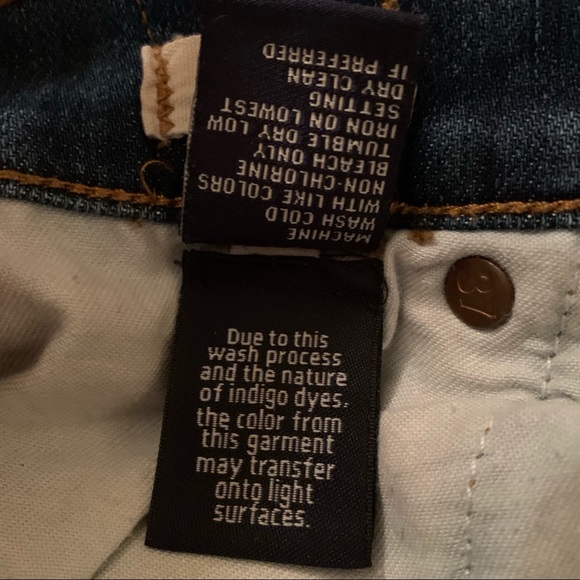 MACHINE
WASH COLD
WITH LIKE COLORS
NON-CHLORINE
BLEACH ONLY
TUMBLE DRY LOW
IRON ON LOWEST
SETTING
DRY CLEAN
IF PREFERRED
Due to this
wash process
and the nature
of indigo dyes,
the color from
this garment
may transfer
onto light
surfaces.
31